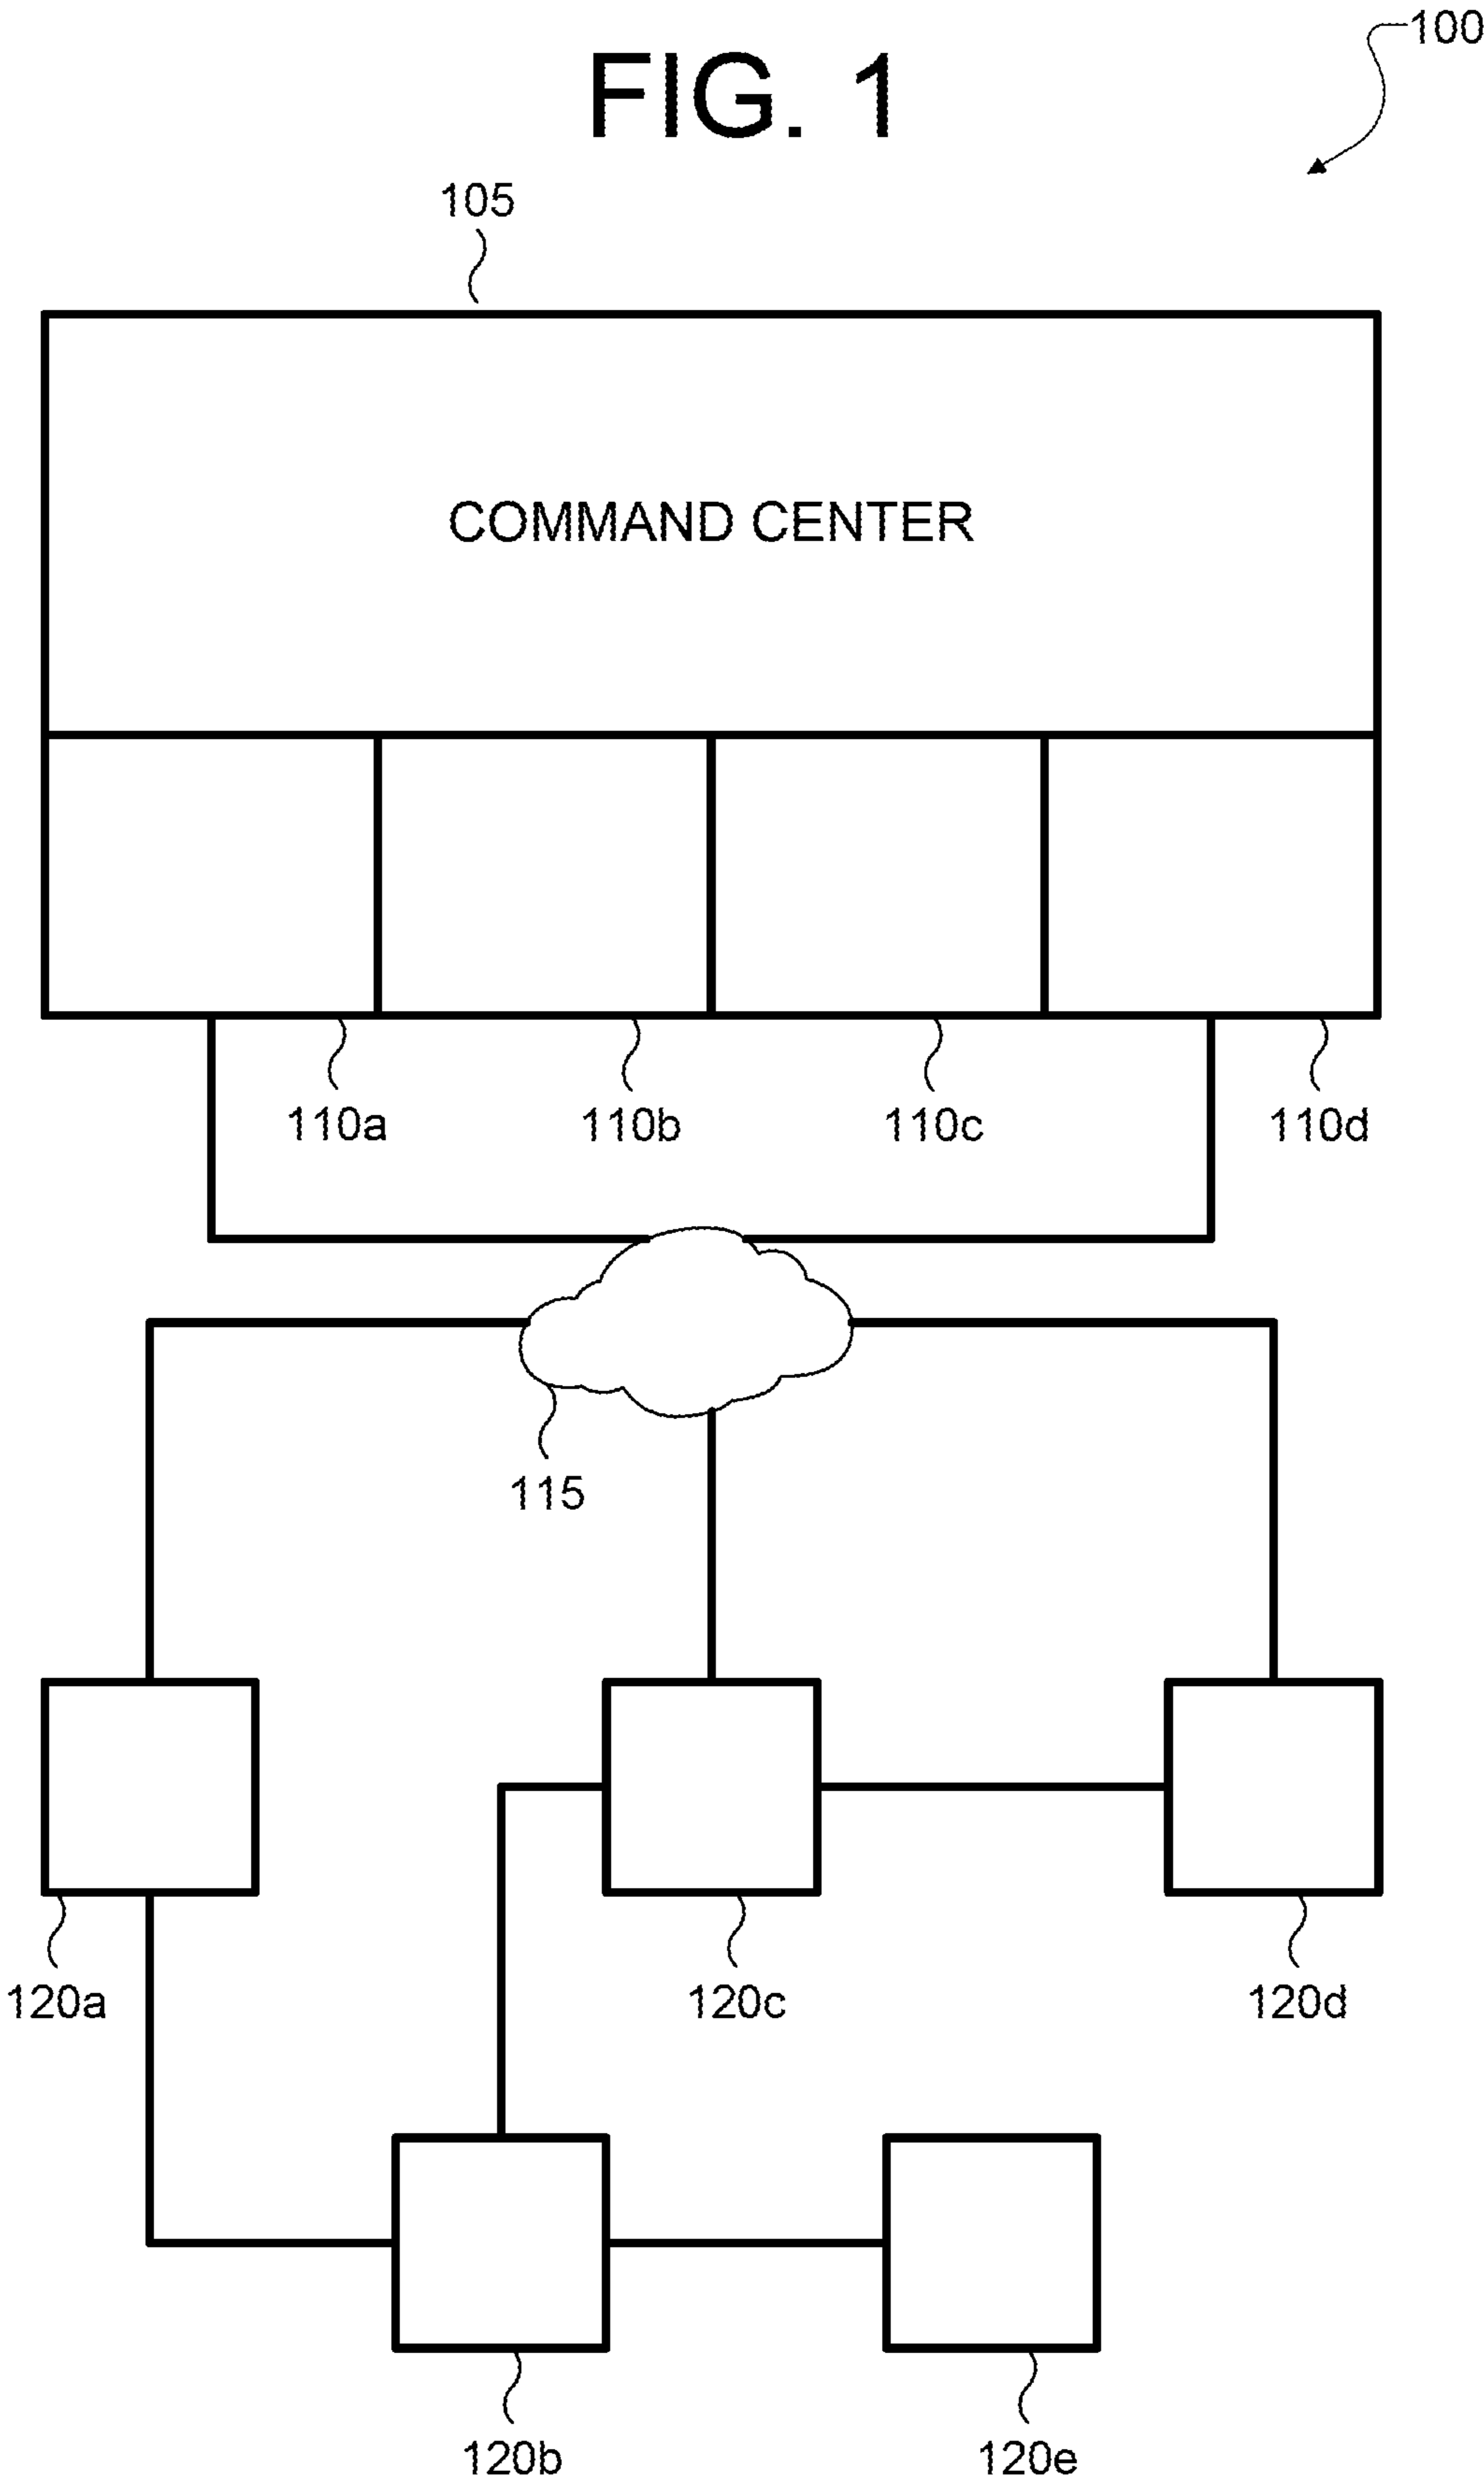 100
FIG. 1
105
COMMAND CENTER
110a 110b 110c 110d
115
120a 120c 120d
120b 120e